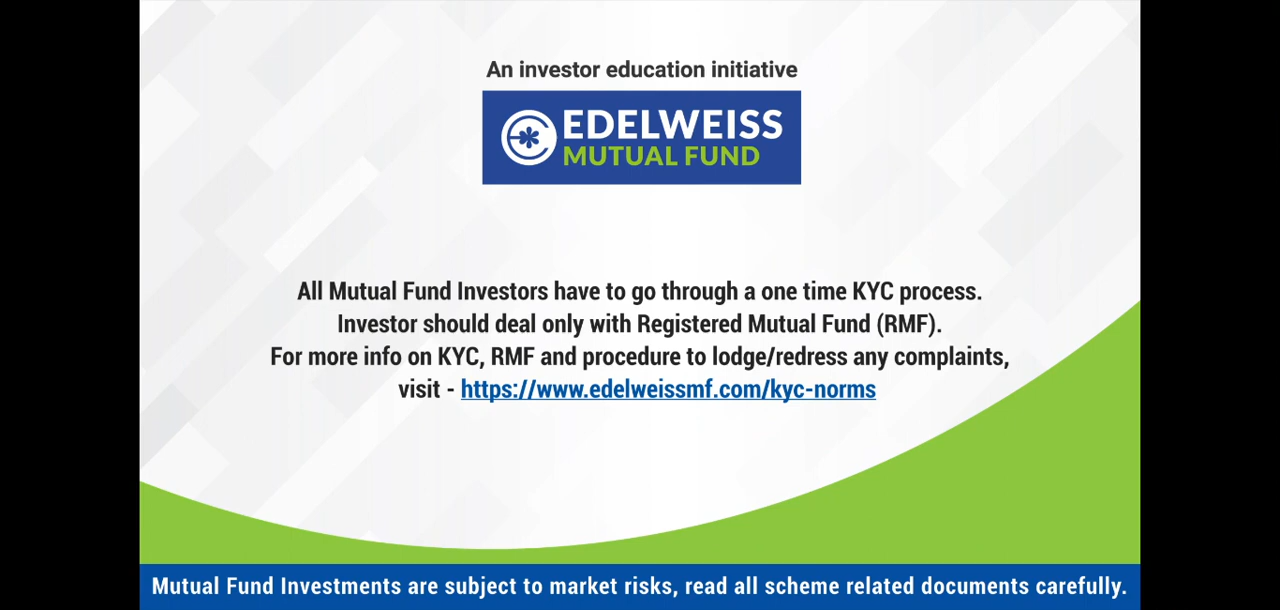 An investor education initiative
EDELWEISS
MUTUAL FUND
All Mutual Fund Investors have to go through a one time KYC process.
Investor should deal only with Registered Mutual Fund (RMF).
For more info on KYC, RMF and procedure to lodge/redress any complaints,
visit - https://www.edelweissmf.com/kyc-norms
Mutual Fund Investments are subject to market risks, read all scheme related documents carefully.